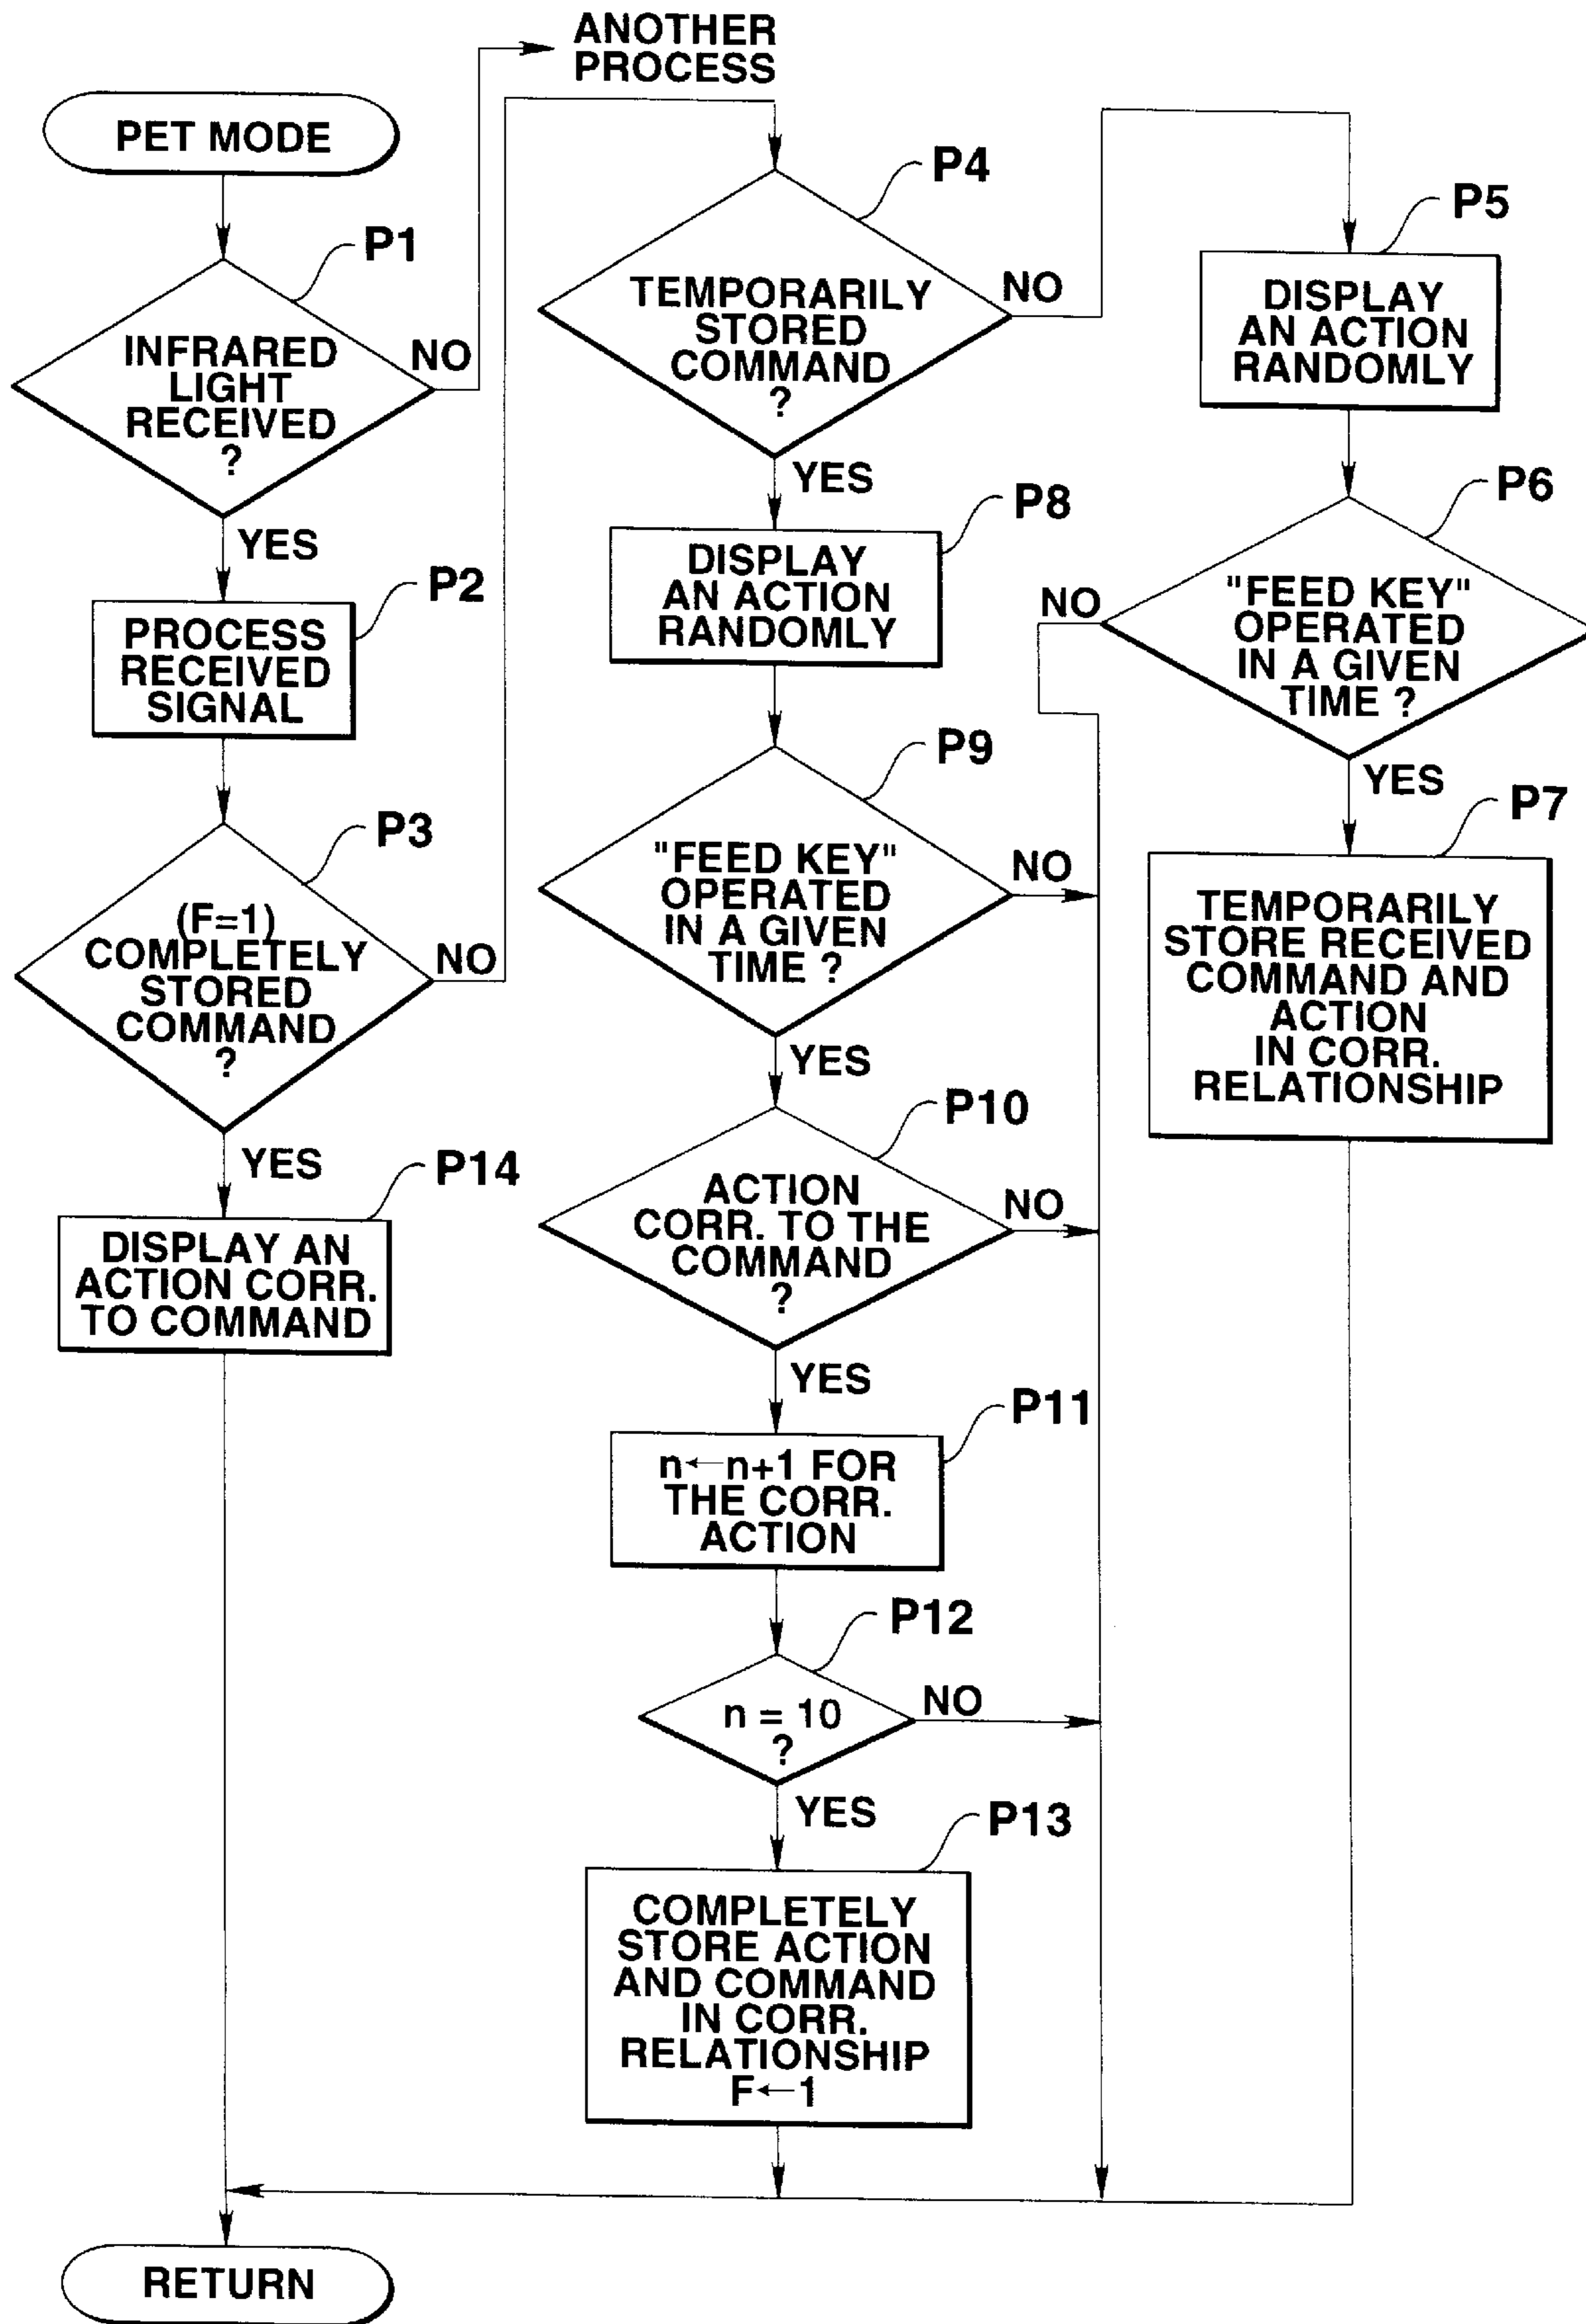 ANOTHER
PROCESS
PET MODE
P1
INFRARED
LIGHT
RECEIVED
?
NO
YES
P2
PROCESS
RECEIVED
SIGNAL
P3
(F=1)
COMPLETELY
STORED
COMMAND
?
NO
YES
P14
DISPLAY AN
ACTION CORR.
TO COMMAND
RETURN
P4
TEMPORARILY
STORED
COMMAND
?
NO
YES
P8
DISPLAY
AN ACTION
RANDOMLY
P9
"FEED KEY"
OPERATED
IN A GIVEN
TIME ?
NO
YES
P10
ACTION
CORR. TO THE
COMMAND
?
NO
YES
P11
n←n+1 FOR
THE CORR.
ACTION
P12
n = 10
?
NO
YES
P13
COMPLETELY
STORE ACTION
AND COMMAND
IN CORR.
RELATIONSHIP
F←1
P5
DISPLAY
AN ACTION
RANDOMLY
P6
"FEED KEY"
OPERATED
IN A GIVEN
TIME ?
NO
YES
P7
TEMPORARILY
STORE RECEIVED
COMMAND AND
ACTION
IN CORR.
RELATIONSHIP